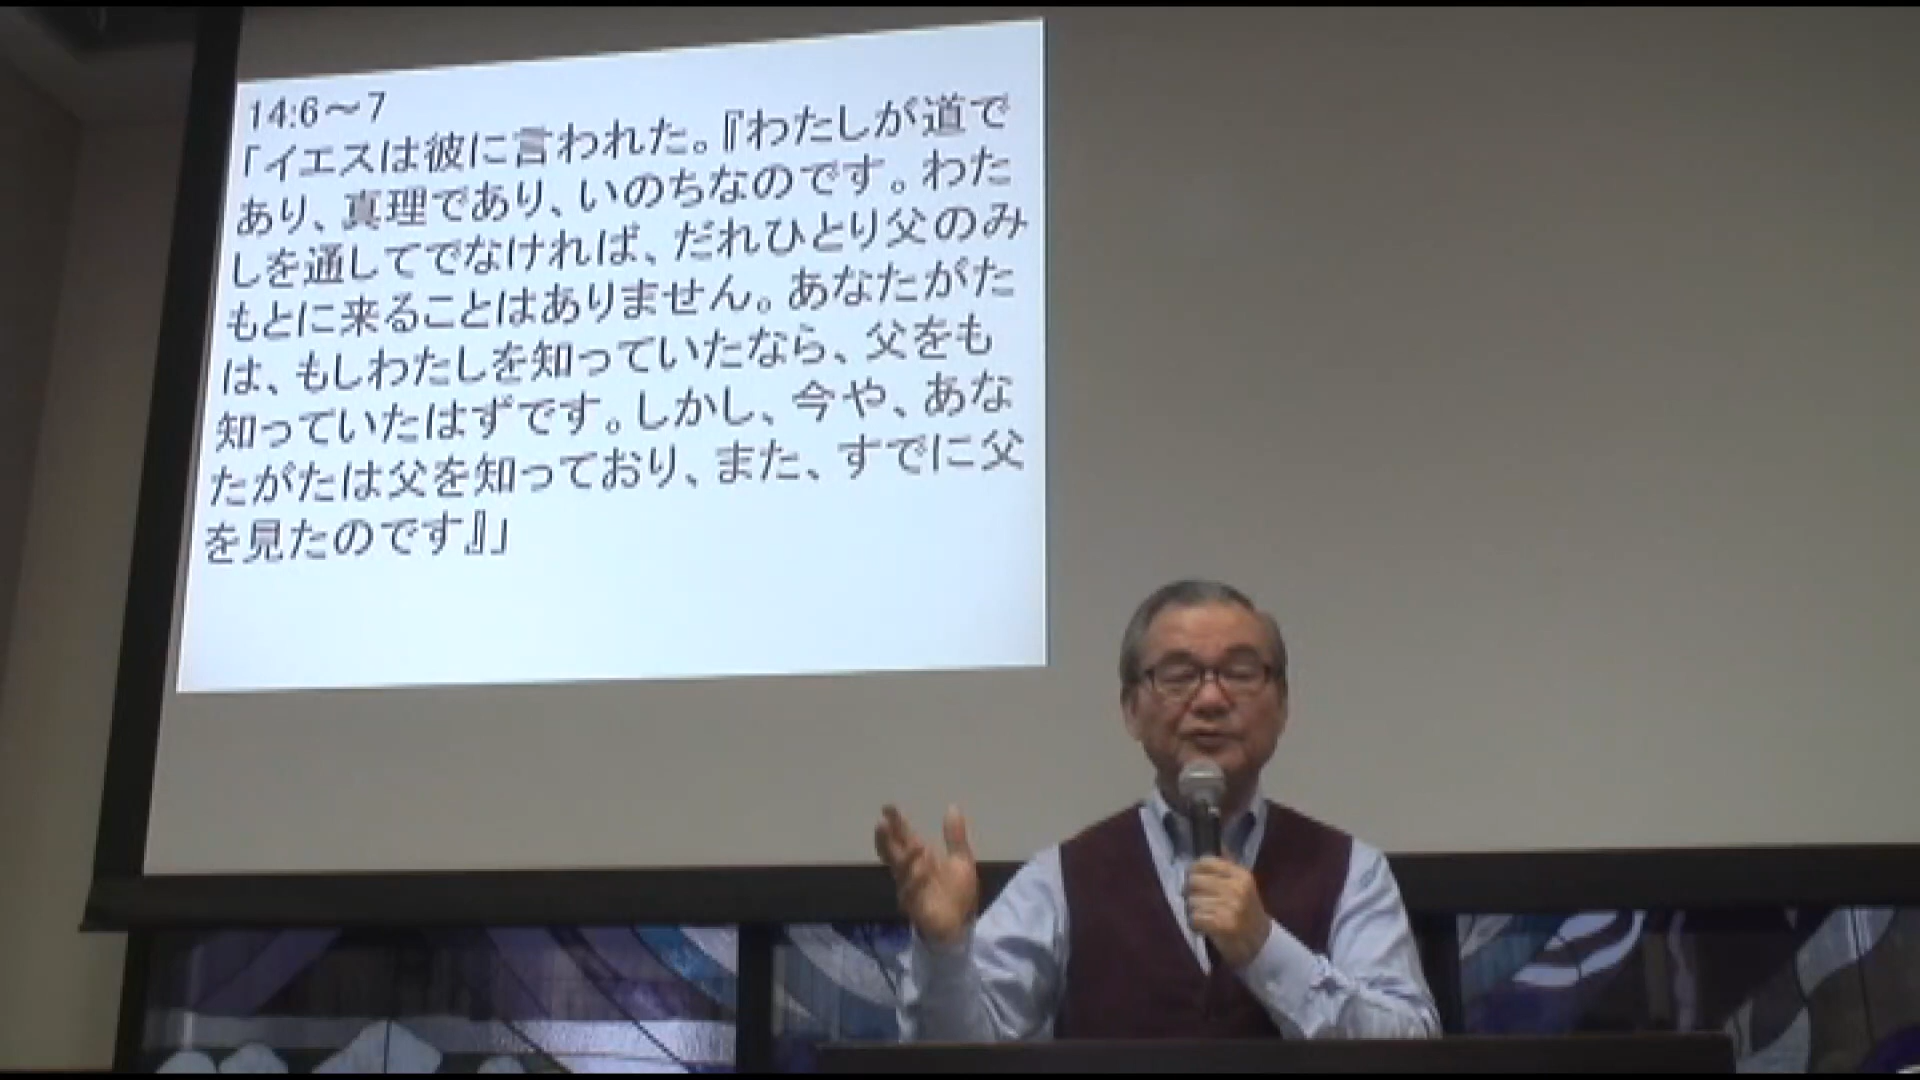 14:6～7
「イエスは彼に言われた。『わたしが道で
あり、真理であり、いのちなのです。わた
しを通してでなければ、だれひとり父のみ
もとに来ることはありません。あなたがた
は、もしわたしを知っていたなら、父をも
知っていたはずです。しかし、今や、あな
たがたは父を知っており、また、すでに父
を見たのです』」